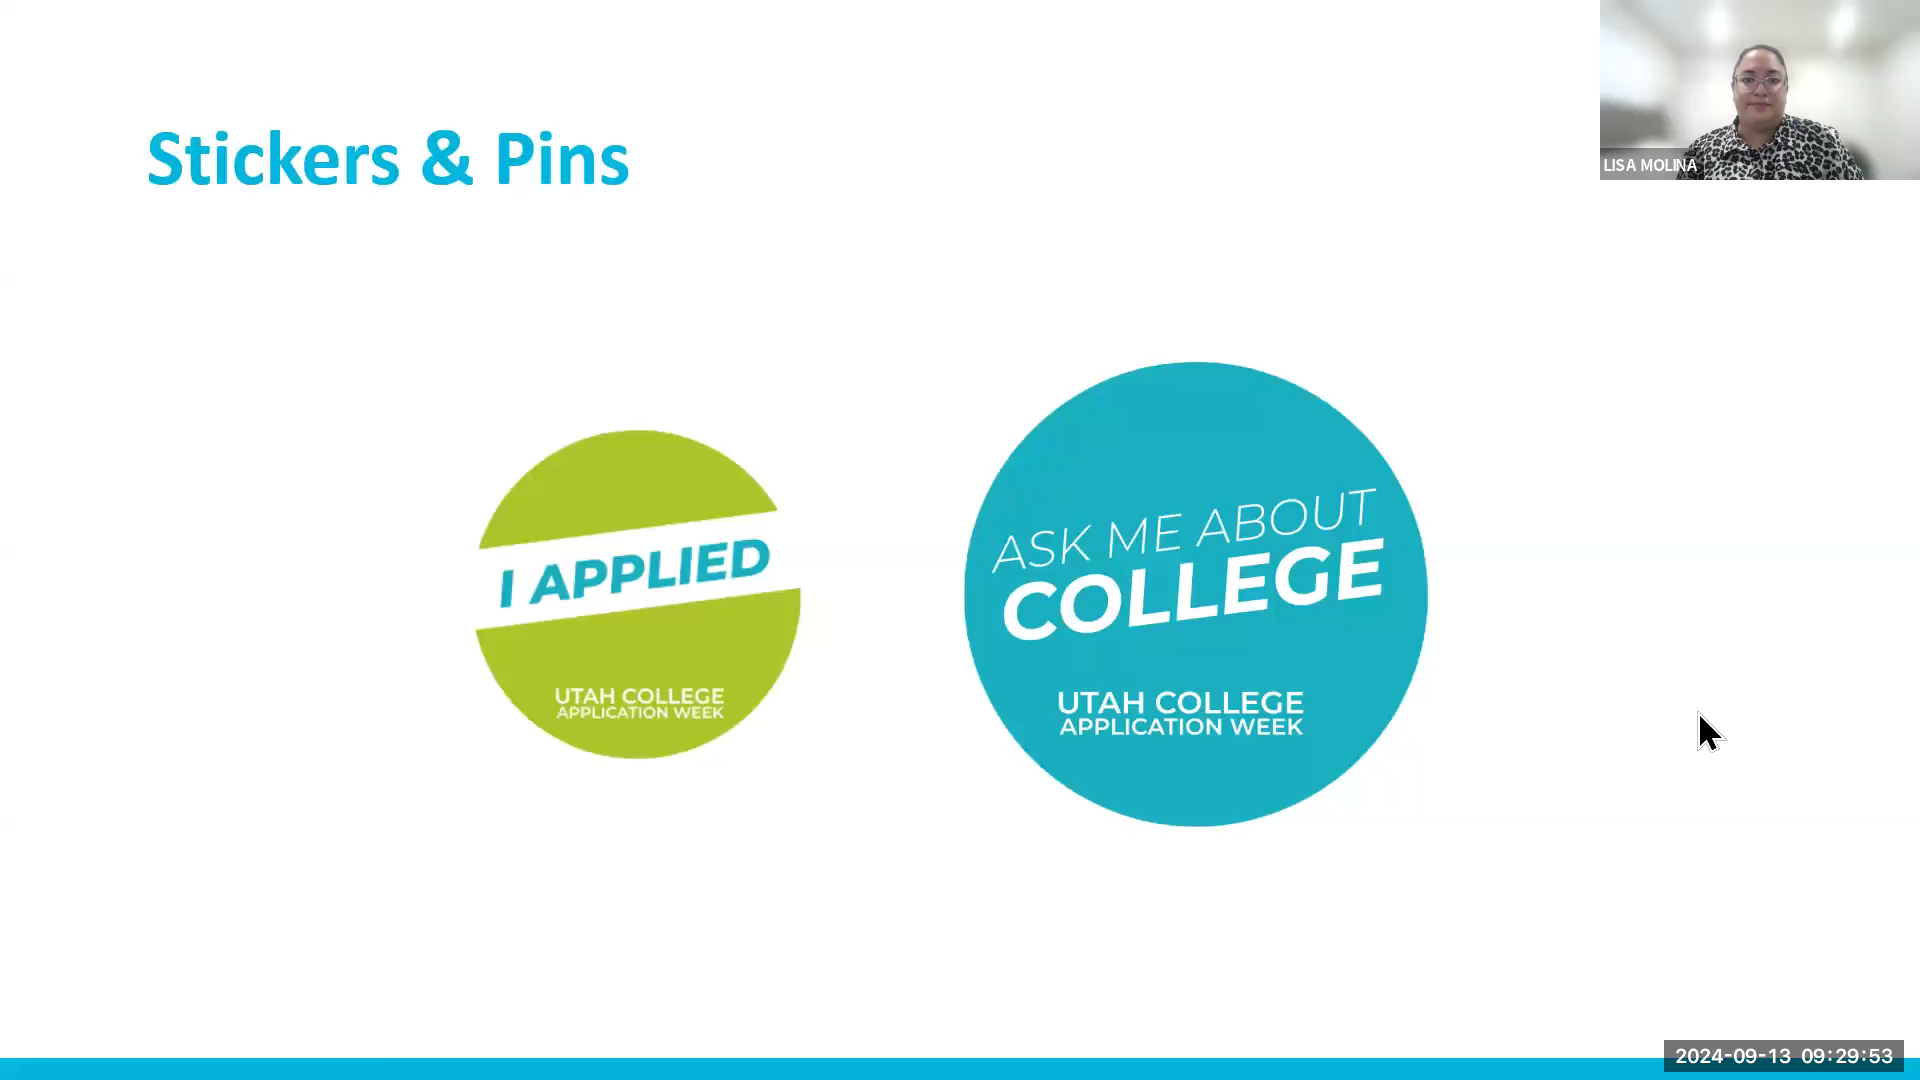 Stickers & Pins
LISA MOLINA
I APPLIED
UTAH COLLEGE
APPLICATION WEEK
ASK ME ABOUT
COLLEGE
UTAH COLLEGE
APPLICATION WEEK
2024-09-13 09:29:53